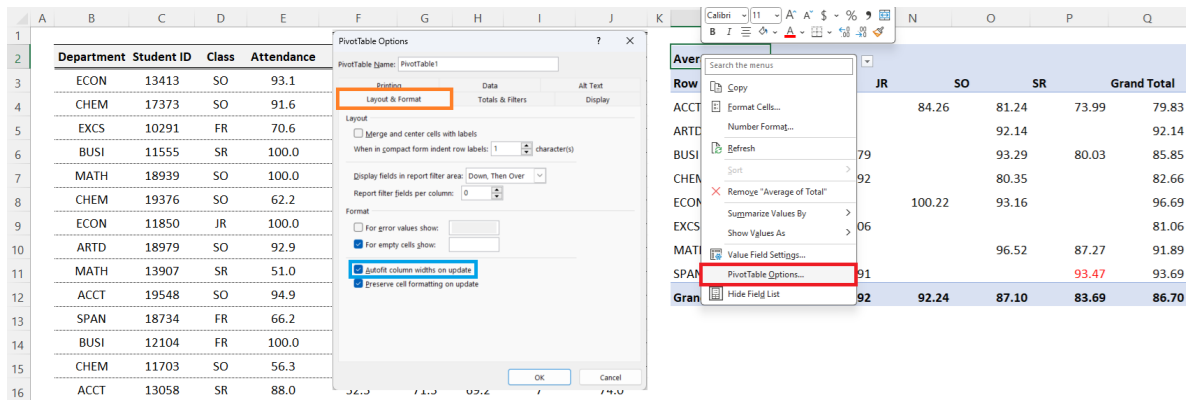 A B C D E F G H I J K N O P Q
1
2 Department Student ID Class Attendance
3 ECON 13413 SO 93.1
4 CHEM 17373 SO 91.6
5 EXCS 10291 FR 70.6
6 BUSI 11555 SR 100.0
7 MATH 18939 SO 100.0
8 CHEM 19376 SO 62.2
9 ECON 11850 JR 100.0
10 ARTD 18979 SO 92.9
11 MATH 13907 SR 51.0
12 ACCT 19548 SO 94.9
13 SPAN 18734 FR 66.2
14 BUSI 12104 FR 100.0
15 CHEM 11703 SO 56.3
16 ACCT 13058 SR 88.0
PivotTable Options ? ×
PivotTable Name: PivotTable1
Printing Data Alt Text
Layout & Format Totals & Filters Display
Layout
Merge and center cells with labels
When in compact form indent row labels: 1 character(s)
Display fields in report filter area: Down, Then Over
Report filter fields per column: 0
Format
For error values show:
For empty cells show:
Autofit column widths on update
Preserve cell formatting on update
OK Cancel
Calibri 11 A^ A˅ $ % 9
B I A
Search the menus
Copy
Format Cells...
Number Format...
Refresh
Sort
Remove "Average of Total"
Summarize Values By
Show Values As
Value Field Settings...
PivotTable Options...
Hide Field List
Aver
Row JR SO SR Grand Total
ACCT 84.26 81.24 73.99 79.83
ARTD 92.14 92.14
BUSI 79 93.29 80.03 85.85
CHEM 92 80.35 82.66
ECON 100.22 93.16 96.69
EXCS 06 81.06
MATH 96.52 87.27 91.89
SPAN 91 93.47 93.69
Gran 92 92.24 87.10 83.69 86.70